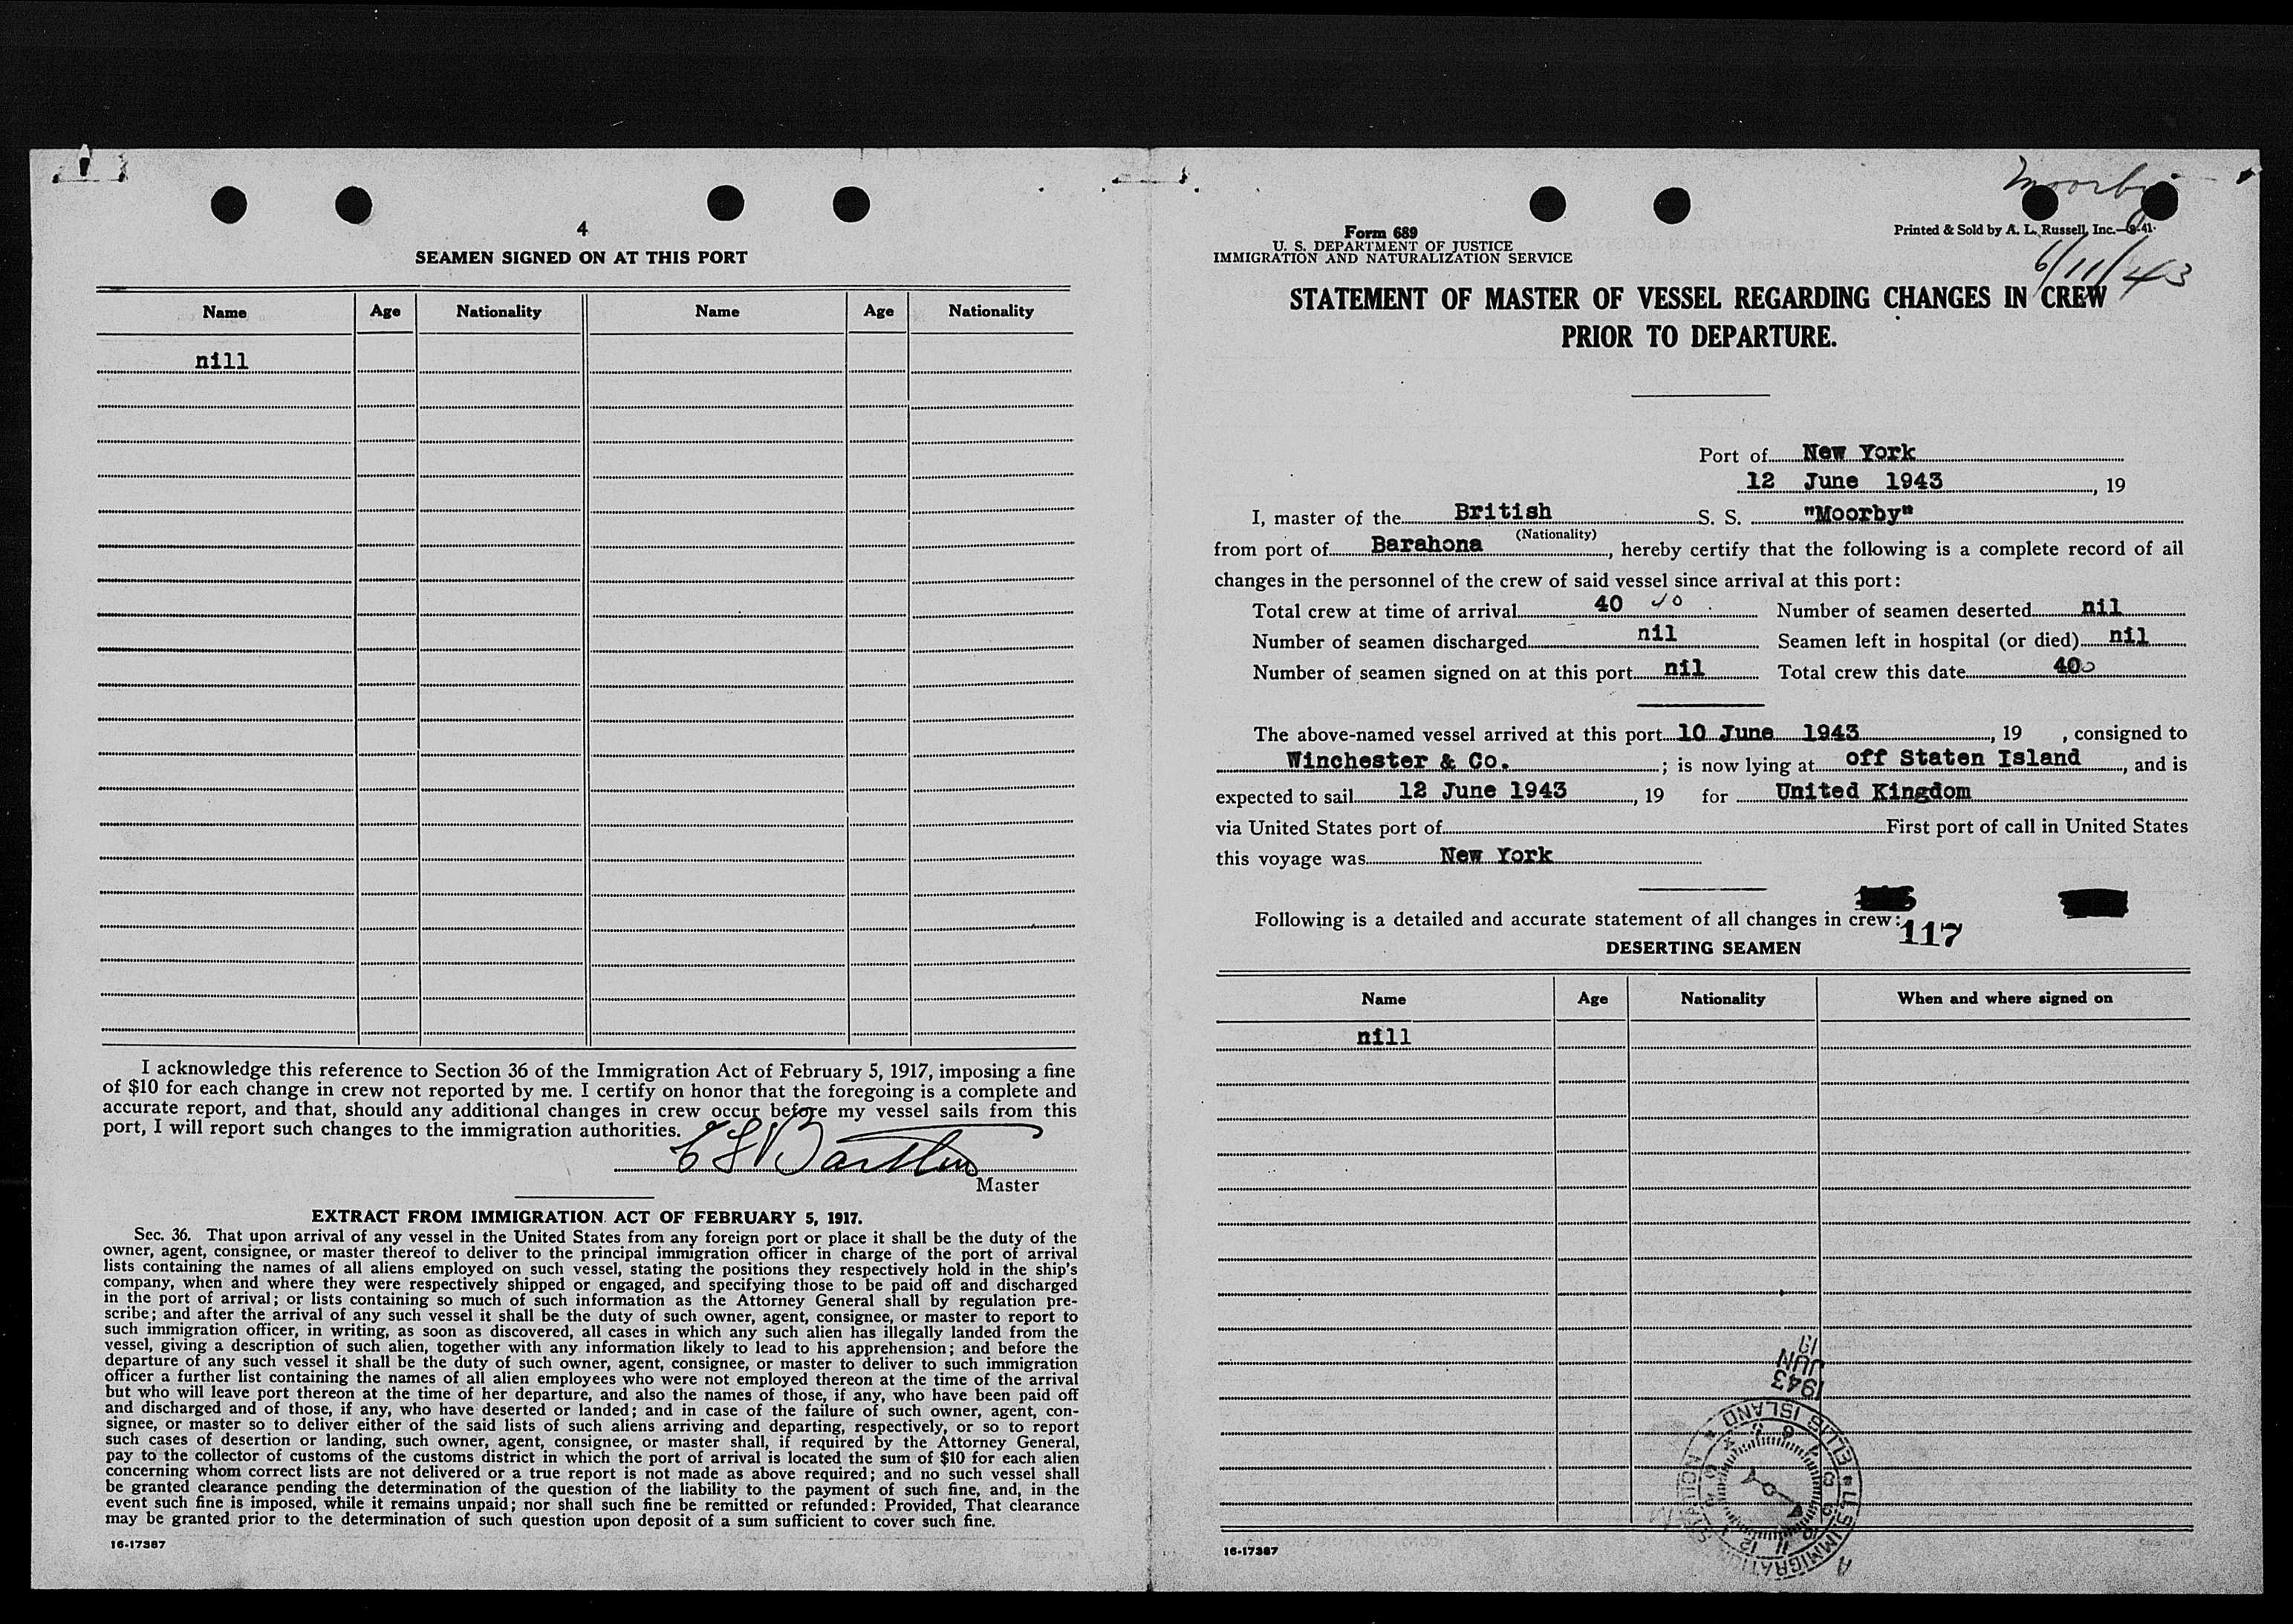 4
SEAMEN SIGNED ON AT THIS PORT
Name Age Nationality Name Age Nationality
nill
I acknowledge this reference to Section 36 of the Immigration Act of February 5, 1917, imposing a fine
of $10 for each change in crew not reported by me. I certify on honor that the foregoing is a complete and
accurate report, and that, should any additional changes in crew occur before my vessel sails from this
port, I will report such changes to the immigration authorities.
Master
EXTRACT FROM IMMIGRATION ACT OF FEBRUARY 5, 1917.
Sec. 36. That upon arrival of any vessel in the United States from any foreign port or place it shall be the duty of the
owner, agent, consignee, or master thereof to deliver to the principal immigration officer in charge of the port of arrival
lists containing the names of all aliens employed on such vessel, stating the positions they respectively hold in the ship's
company, when and where they were respectively shipped or engaged, and specifying those to be paid off and discharged
in the port of arrival; or lists containing so much of such information as the Attorney General shall by regulation pre-
scribe; and after the arrival of any such vessel it shall be the duty of such owner, agent, consignee, or master to report to
such immigration officer, in writing, as soon as discovered, all cases in which any such alien has illegally landed from the
vessel, giving a description of such alien, together with any information likely to lead to his apprehension; and before the
departure of any such vessel it shall be the duty of such owner, agent, consignee, or master to deliver to such immigration
officer a further list containing the names of all alien employees who were not employed thereon at the time of the arrival
but who will leave port thereon at the time of her departure, and also the names of those, if any, who have been paid off
and discharged and of those, if any, who have deserted or landed; and in case of the failure of such owner, agent, con-
signee, or master so to deliver either of the said lists of such aliens arriving and departing, respectively, or so to report
such cases of desertion or landing, such owner, agent, consignee, or master shall, if required by the Attorney General,
pay to the collector of customs of the customs district in which the port of arrival is located the sum of $10 for each alien
concerning whom correct lists are not delivered or a true report is not made as above required; and no such vessel shall
be granted clearance pending the determination of the question of the liability to the payment of such fine, and, in the
event such fine is imposed, while it remains unpaid; nor shall such fine be remitted or refunded: Provided, That clearance
may be granted prior to the determination of such question upon deposit of a sum sufficient to cover such fine.
16-17387
Moorby
Form 689
U. S. DEPARTMENT OF JUSTICE
IMMIGRATION AND NATURALIZATION SERVICE
Printed & Sold by A. L. Russell, Inc.
6/11/43
STATEMENT OF MASTER OF VESSEL REGARDING CHANGES IN CREW
PRIOR TO DEPARTURE.
Port of New York
12 June 1943, 19
I, master of the British S. S. "Moorby"
(Nationality)
from port of Barahona, hereby certify that the following is a complete record of all
changes in the personnel of the crew of said vessel since arrival at this port:
Total crew at time of arrival 40 40 Number of seamen deserted nil
Number of seamen discharged nil Seamen left in hospital (or died) nil
Number of seamen signed on at this port nil Total crew this date 40
The above-named vessel arrived at this port 10 June 1943, 19 , consigned to
Winchester & Co. ; is now lying at off Staten Island, and is
expected to sail 12 June 1943, 19 for United Kingdom
via United States port of First port of call in United States
this voyage was New York
Following is a detailed and accurate statement of all changes in crew:
117
DESERTING SEAMEN
Name Age Nationality When and where signed on
nill
JUN
1943
U.S. IMMIGRATION STATION
ELLIS ISLAND
16-17387